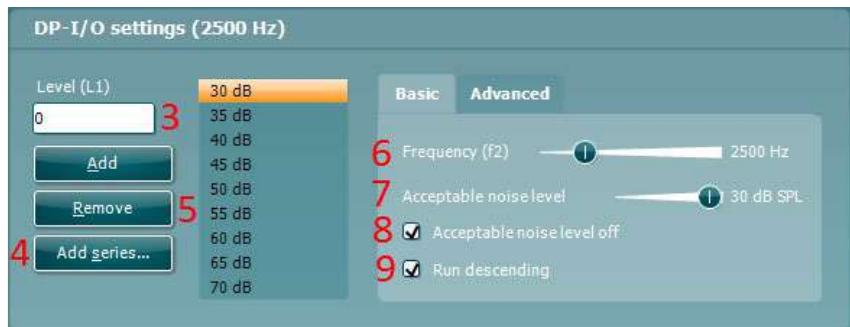 DP-I/O settings (2500 Hz)
Level (L1)
0
3
Add
Remove
5
4
Add series...
30 dB
35 dB
40 dB
45 dB
50 dB
55 dB
60 dB
65 dB
70 dB
Basic
Advanced
6
Frequency (f2)
2500 Hz
7
Acceptable noise level
30 dB SPL
8
Acceptable noise level off
9
Run descending